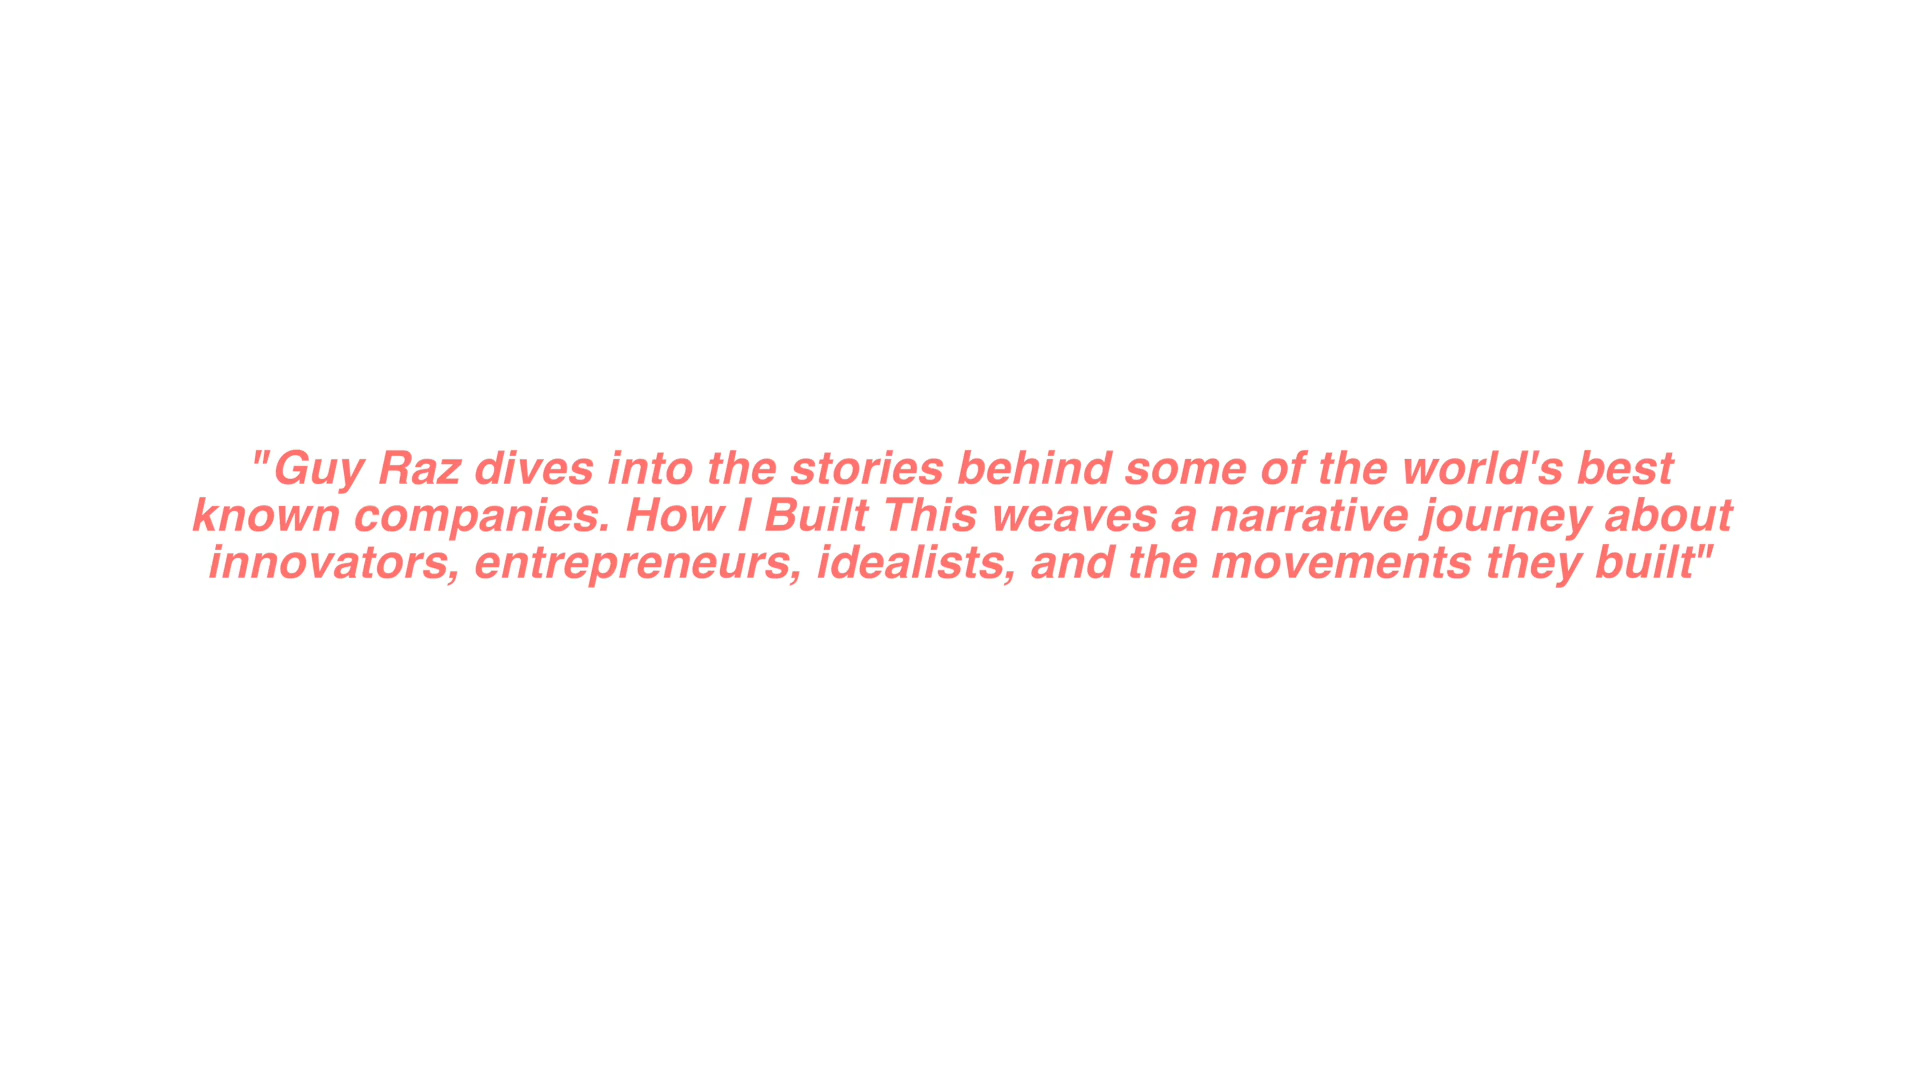 "Guy Raz dives into the stories behind some of the world's best
known companies. How I Built This weaves a narrative journey about
innovators, entrepreneurs, idealists, and the movements they built"